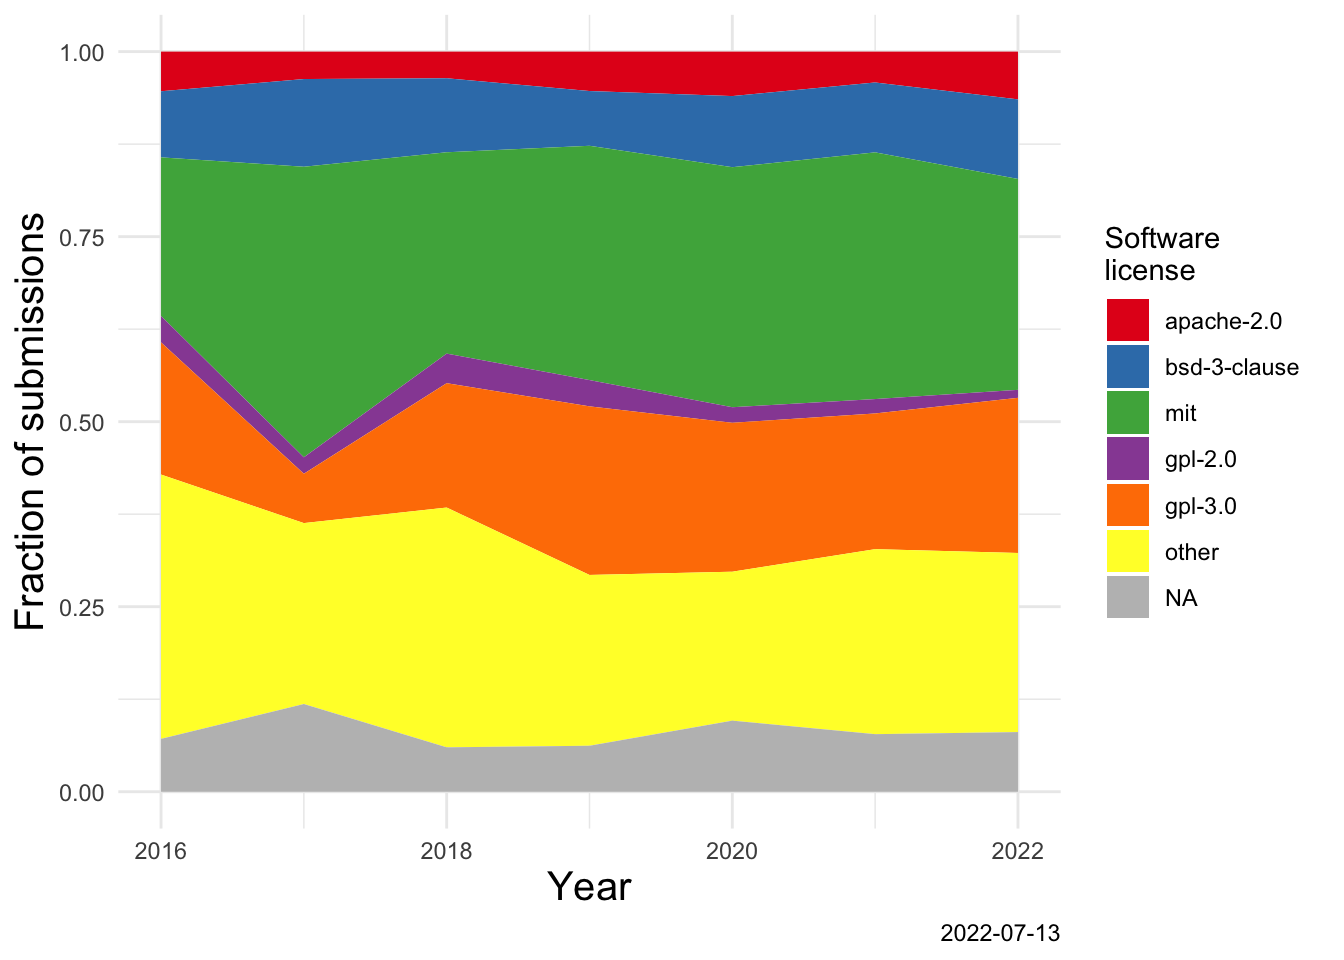 Fraction of submissions
1.00
0.75
0.50
0.25
0.00
2016 2018 2020 2022
Year
2022-07-13
Software
license
apache-2.0
bsd-3-clause
mit
gpl-2.0
gpl-3.0
other
NA